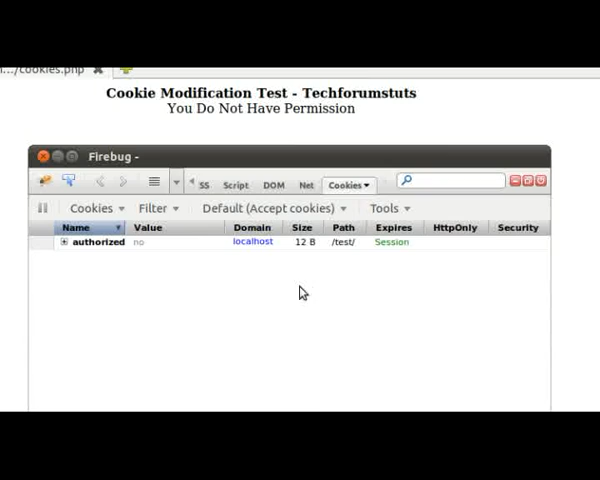 n.../cookies.php
Cookie Modification Test - Techforumstuts
You Do Not Have Permission
Firebug -
SS Script DOM Net Cookies
Cookies Filter Default (Accept cookies) Tools
Name Value Domain Size Path Expires HttpOnly Security
authorized no localhost 12 B /test/ Session